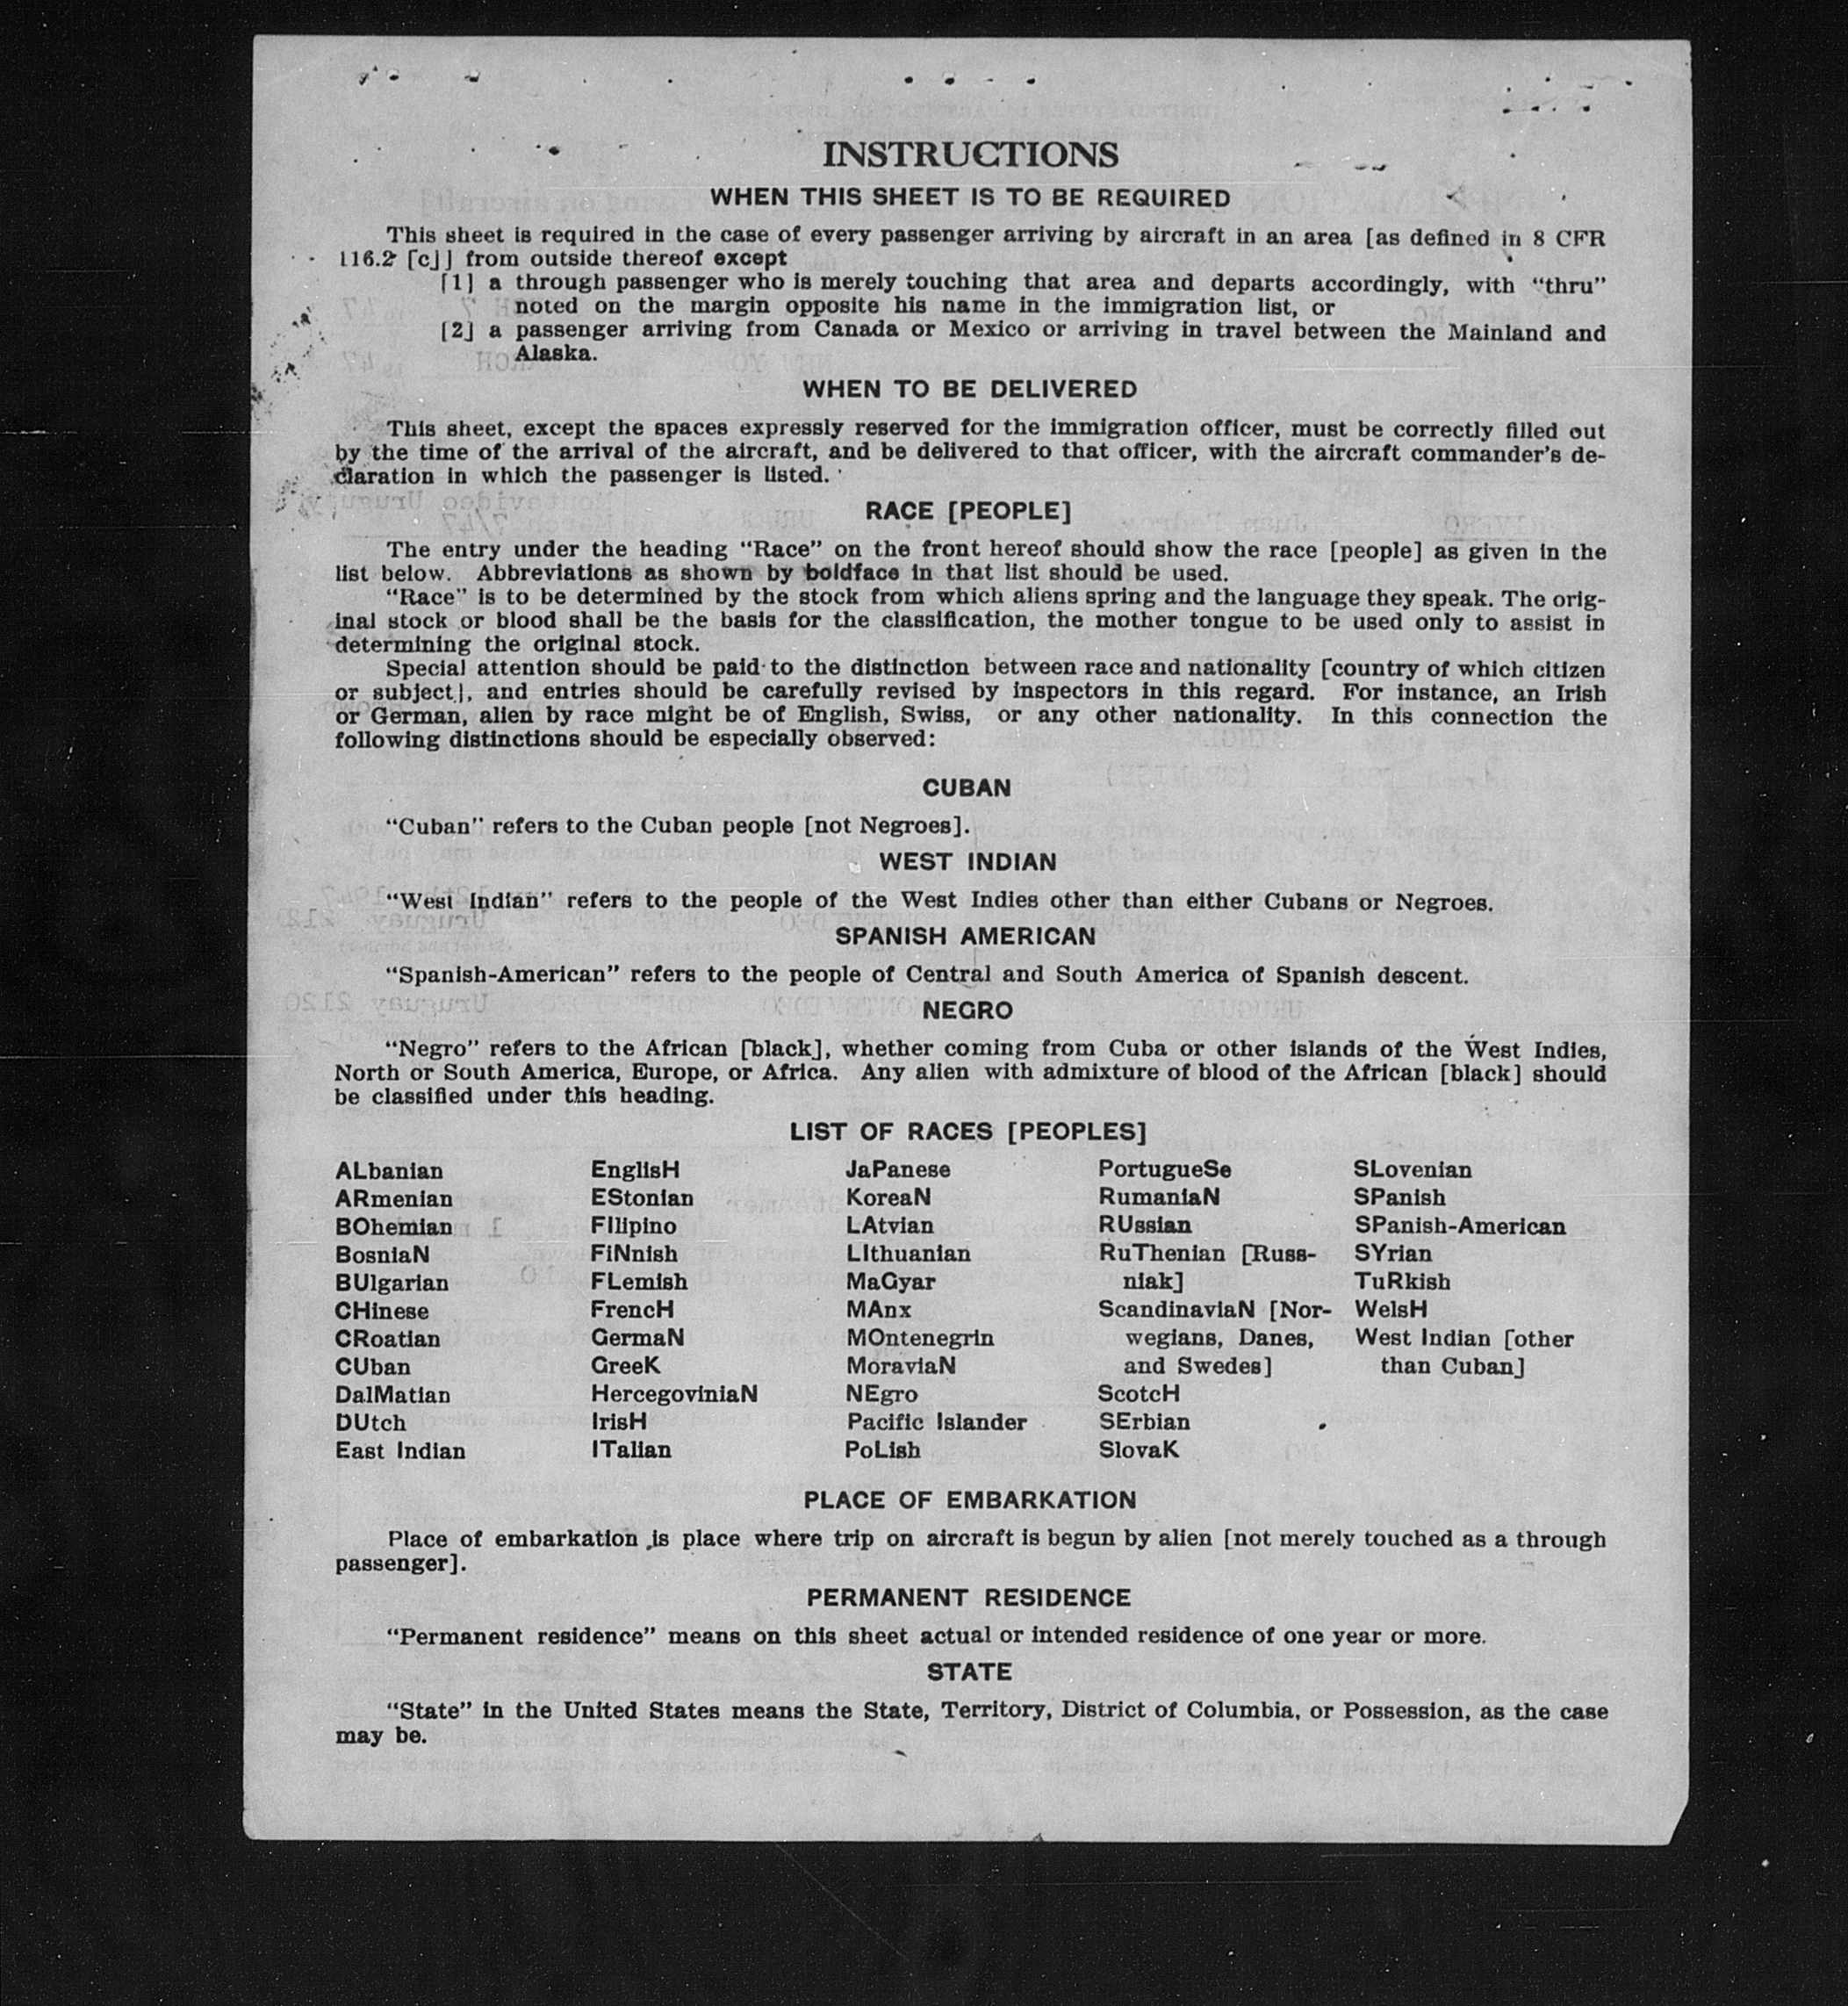 INSTRUCTIONS
WHEN THIS SHEET IS TO BE REQUIRED
This sheet is required in the case of every passenger arriving by aircraft in an area [as defined in 8 CFR
116.2 [c]] from outside thereof except
[1] a through passenger who is merely touching that area and departs accordingly, with “thru”
noted on the margin opposite his name in the immigration list, or
[2] a passenger arriving from Canada or Mexico or arriving in travel between the Mainland and
Alaska.
WHEN TO BE DELIVERED
This sheet, except the spaces expressly reserved for the immigration officer, must be correctly filled out
by the time of the arrival of the aircraft, and be delivered to that officer, with the aircraft commander's de-
claration in which the passenger is listed.
RACE [PEOPLE]
The entry under the heading “Race” on the front hereof should show the race [people] as given in the
list below. Abbreviations as shown by boldface in that list should be used.
“Race” is to be determined by the stock from which aliens spring and the language they speak. The orig-
inal stock or blood shall be the basis for the classification, the mother tongue to be used only to assist in
determining the original stock.
Special attention should be paid to the distinction between race and nationality [country of which citizen
or subject], and entries should be carefully revised by inspectors in this regard. For instance, an Irish
or German, alien by race might be of English, Swiss, or any other nationality. In this connection the
following distinctions should be especially observed:
CUBAN
“Cuban” refers to the Cuban people [not Negroes].
WEST INDIAN
“West Indian” refers to the people of the West Indies other than either Cubans or Negroes.
SPANISH AMERICAN
“Spanish-American” refers to the people of Central and South America of Spanish descent.
NEGRO
“Negro” refers to the African [black], whether coming from Cuba or other islands of the West Indies,
North or South America, Europe, or Africa. Any alien with admixture of blood of the African [black] should
be classified under this heading.
LIST OF RACES [PEOPLES]
ALbanian
ARmenian
BOhemian
BosniaN
BUlgarian
CHinese
CRoatian
CUban
DalMatian
DUtch
East Indian
EnglisH
EStonian
FIlipino
FiNnish
FLemish
FrencH
GermaN
GreeK
HercegoviniaN
IrisH
ITalian
JaPanese
KoreaN
LAtvian
LIthuanian
MaGyar
MAnx
MOntenegrin
MoraviaN
NEgro
Pacific Islander
PoLish
PortugueSe
RumaniaN
RUssian
RuThenian [Russ-
niak]
ScandinaviaN [Nor-
wegians, Danes,
and Swedes]
ScotcH
SErbian
SlovaK
SLovenian
SPanish
SPanish-American
SYrian
TuRkish
WelsH
West Indian [other
than Cuban]
PLACE OF EMBARKATION
Place of embarkation is place where trip on aircraft is begun by alien [not merely touched as a through
passenger].
PERMANENT RESIDENCE
“Permanent residence” means on this sheet actual or intended residence of one year or more.
STATE
“State” in the United States means the State, Territory, District of Columbia, or Possession, as the case
may be.